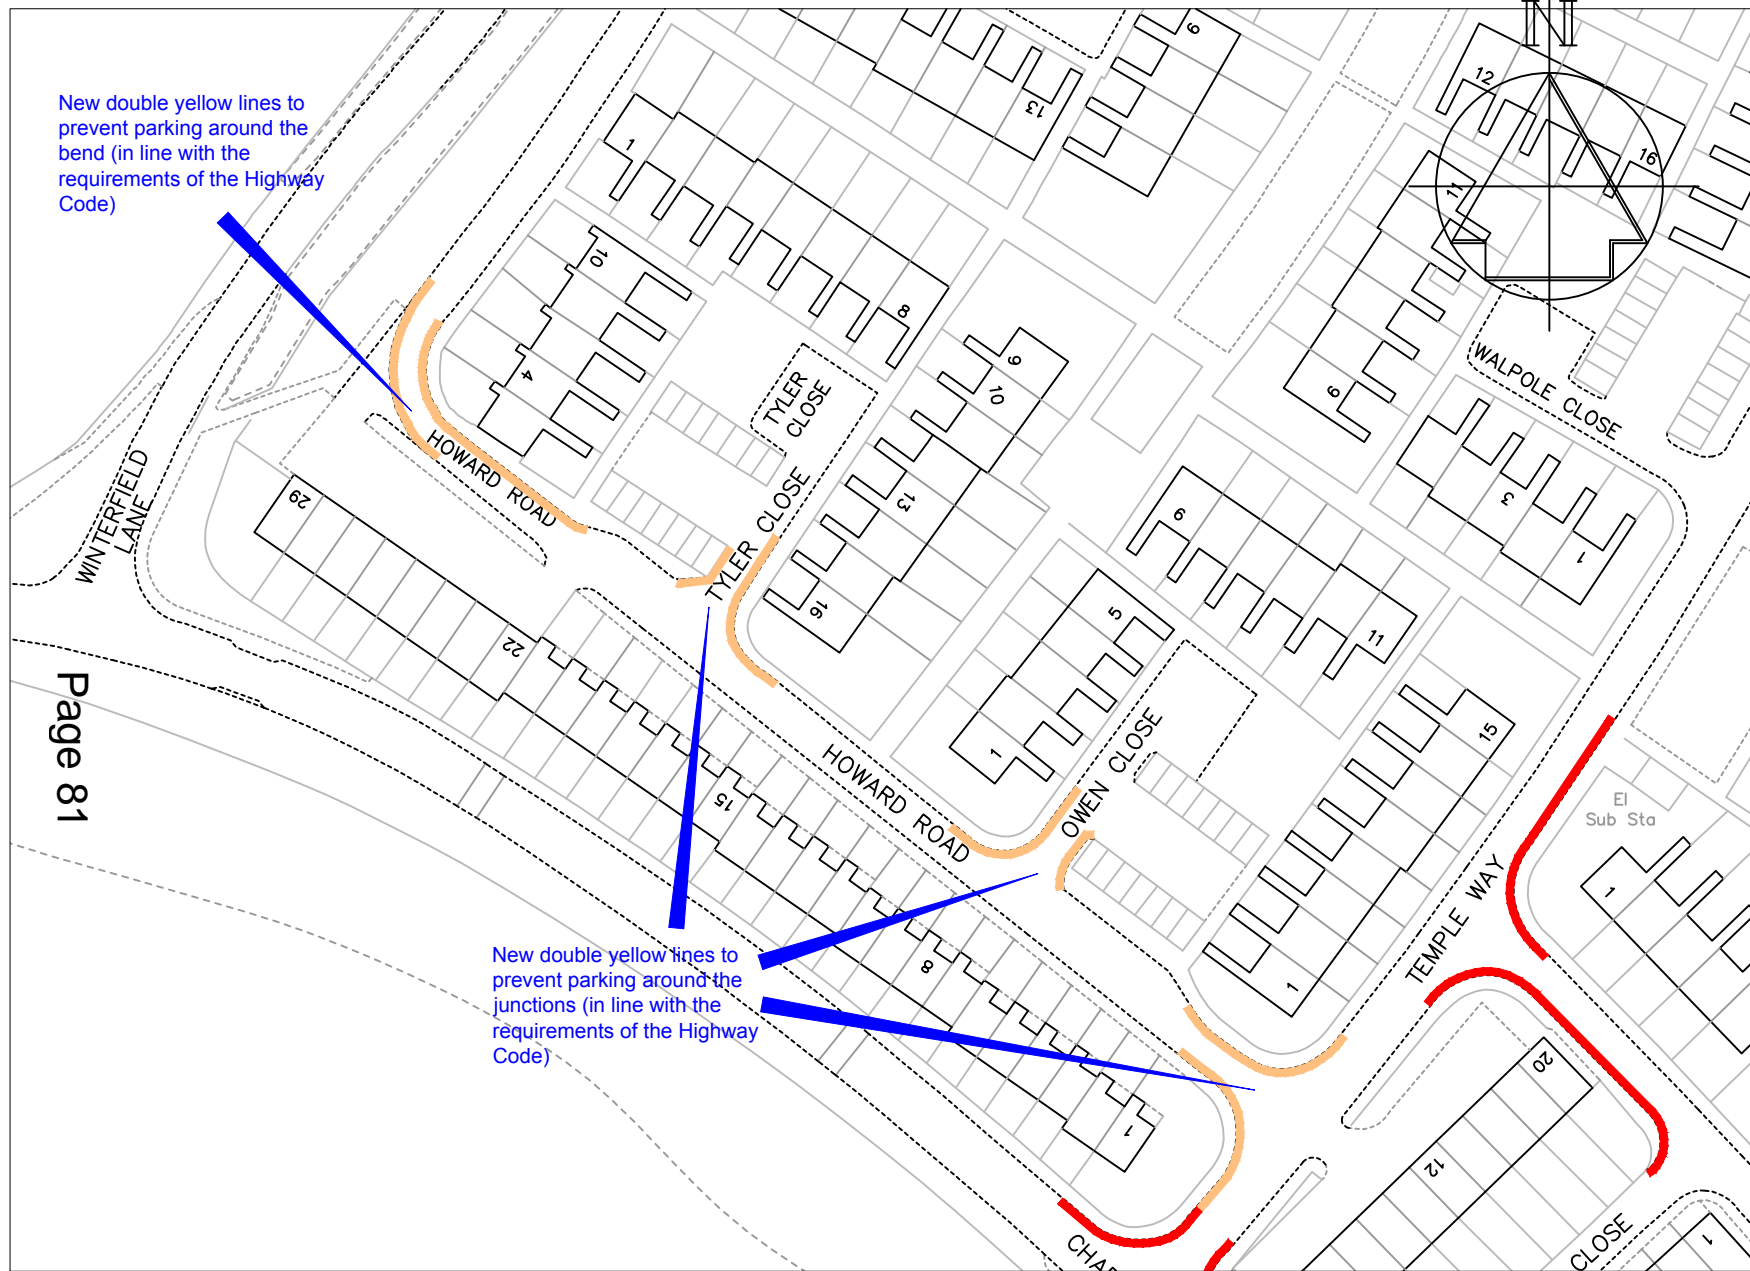 New double yellow lines to
prevent parking around the
bend (in line with the
requirements of the Highway
Code)
N
9
12
13
16
11
1
10
8
4
9
10
6
WALPOLE CLOSE
TYLER
CLOSE
HOWARD ROAD
WINTERFIELD
LANE
29
TYLER CLOSE
13
16
3
1
9
11
5
22
1
15
OWEN CLOSE
HOWARD ROAD
15
El
Sub Sta
1
TEMPLE WAY
Page 81
New double yellow lines to
prevent parking around the
junctions (in line with the
requirements of the Highway
Code)
8
1
20
1
12
CLOSE
1